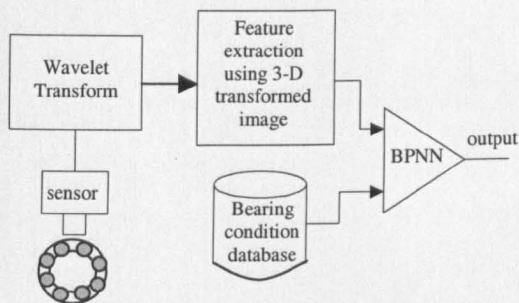 Wavelet
Transform
Feature
extraction
using 3-D
transformed
image
BPNN
output
sensor
Bearing
condition
database